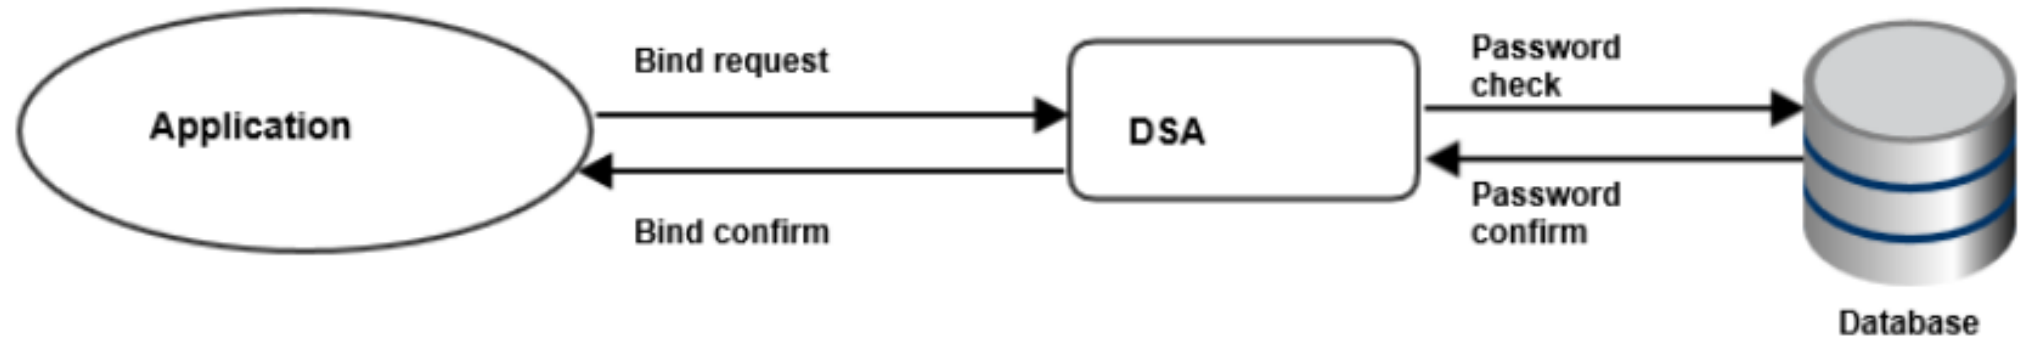 Application
Bind request
Bind confirm
DSA
Password
check
Password
confirm
Database